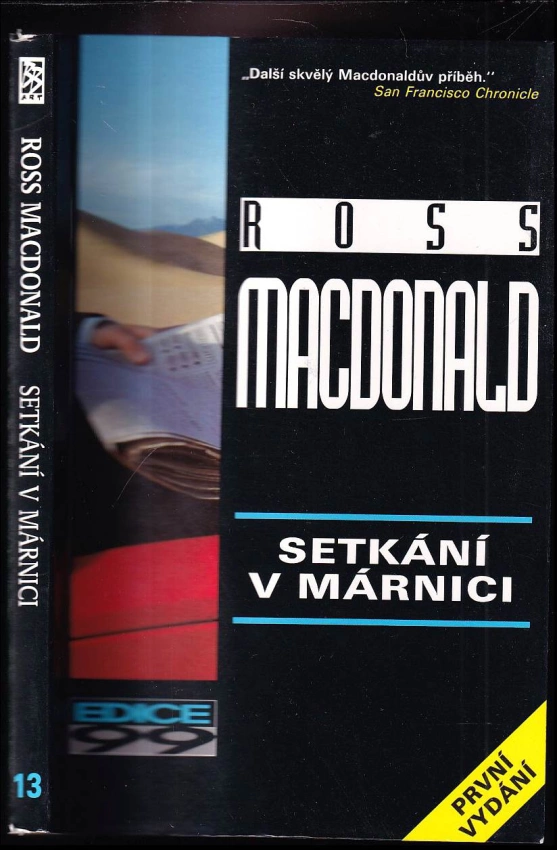 ROSS MACDONALD SETKÁNÍ V MÁRNICI
13
„Další skvělý Macdonaldův příběh.''
San Francisco Chronicle
ROSS
MACDONALD
SETKÁNÍ
V MÁRNICI
EDICE
99
PRVNÍ
VYDÁNÍ